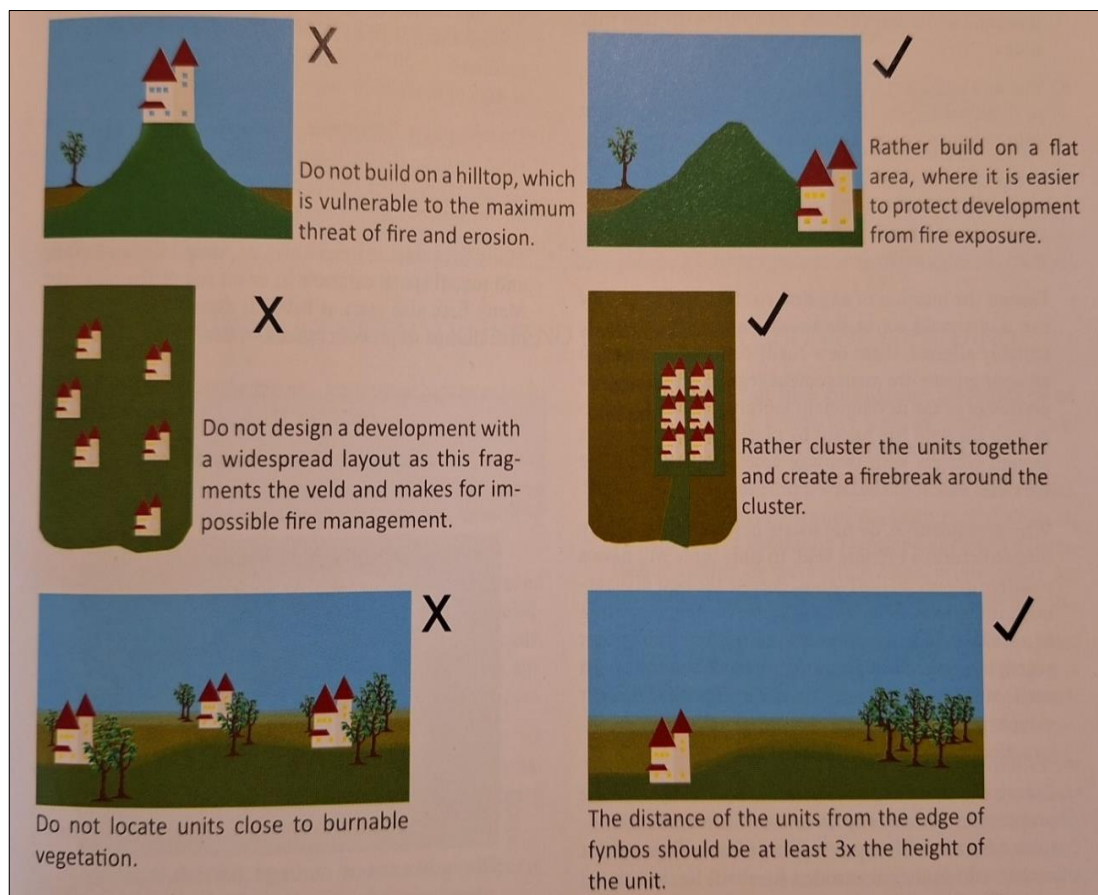 X
Do not build on a hilltop, which
is vulnerable to the maximum
threat of fire and erosion.
Rather build on a flat
area, where it is easier
to protect development
from fire exposure.
X
Do not design a development with
a widespread layout as this frag-
ments the veld and makes for im-
possible fire management.
Rather cluster the units together
and create a firebreak around the
cluster.
X
Do not locate units close to burnable
vegetation.
The distance of the units from the edge of
fynbos should be at least 3x the height of
the unit.